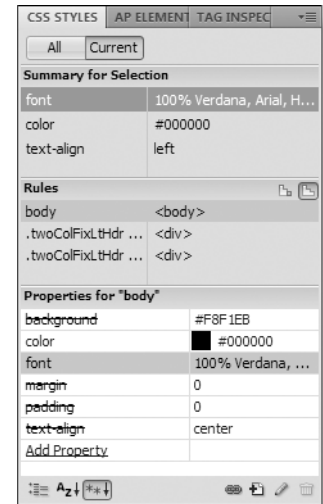 CSS STYLES AP ELEMENT TAG INSPEC
All Current
Summary for Selection
font 100% Verdana, Arial, H...
color #000000
text-align left
Rules
body <body>
.twoColFixLtHdr ... <div>
.twoColFixLtHdr ... <div>
Properties for "body"
background #F8F1EB
color #000000
font 100% Verdana, ...
margin 0
padding 0
text-align center
Add Property
AZ↓ **↓